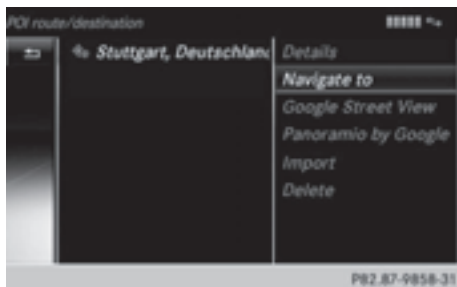 POI route/destination
Stuttgart, Deutschland
Details
Navigate to
Google Street View
Panoramio by Google
Import
Delete
P82.87-9858-31